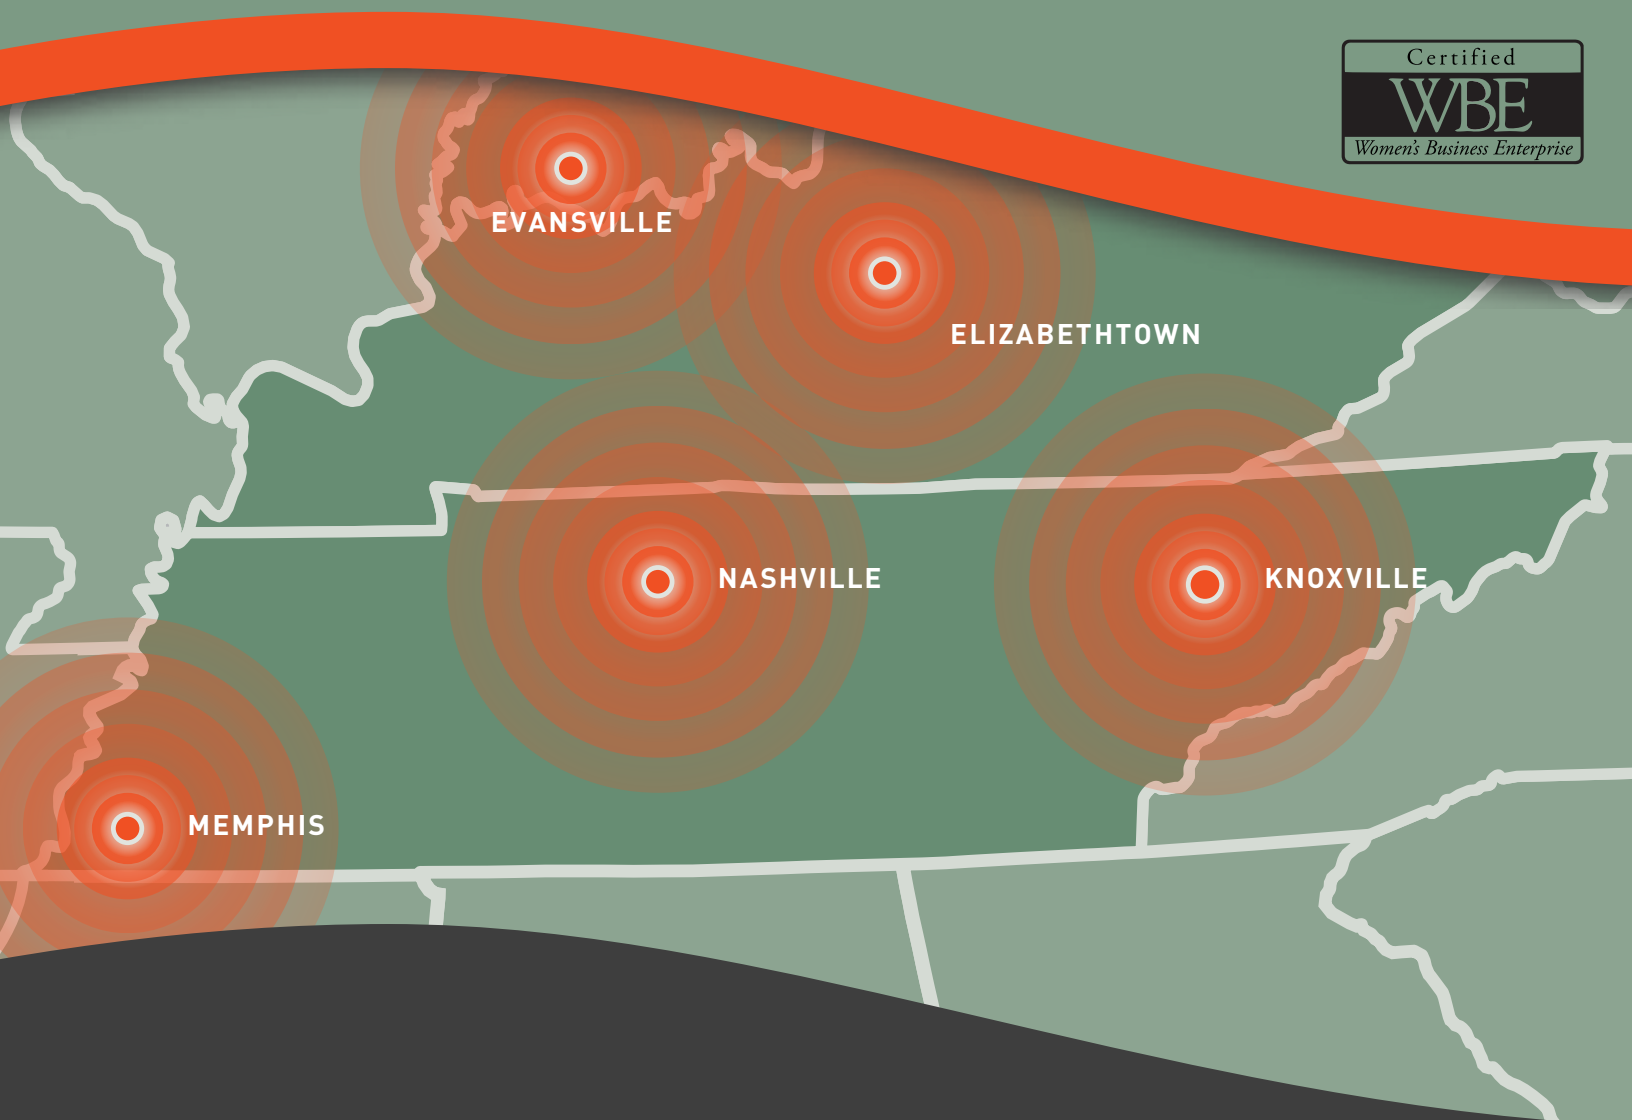 Certified
WBE
Women's Business Enterprise
EVANSVILLE
ELIZABETHTOWN
NASHVILLE
KNOXVILLE
MEMPHIS